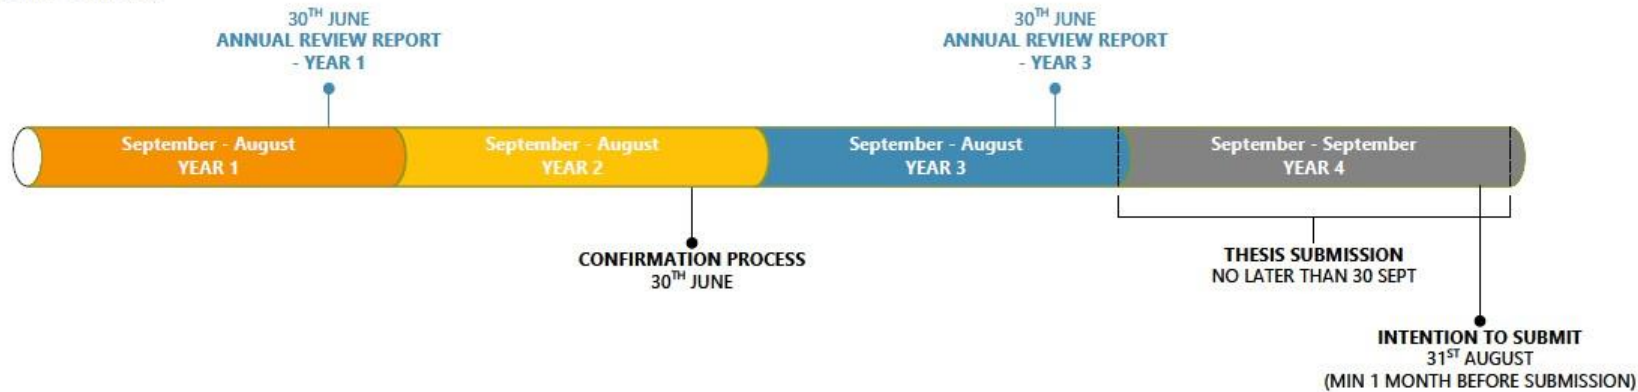 30TH JUNE
ANNUAL REVIEW REPORT
- YEAR 1
30TH JUNE
ANNUAL REVIEW REPORT
- YEAR 3
September - August
YEAR 1
September - August
YEAR 2
September - August
YEAR 3
September - September
YEAR 4
CONFIRMATION PROCESS
30TH JUNE
THESIS SUBMISSION
NO LATER THAN 30 SEPT
INTENTION TO SUBMIT
31ST AUGUST
(MIN 1 MONTH BEFORE SUBMISSION)